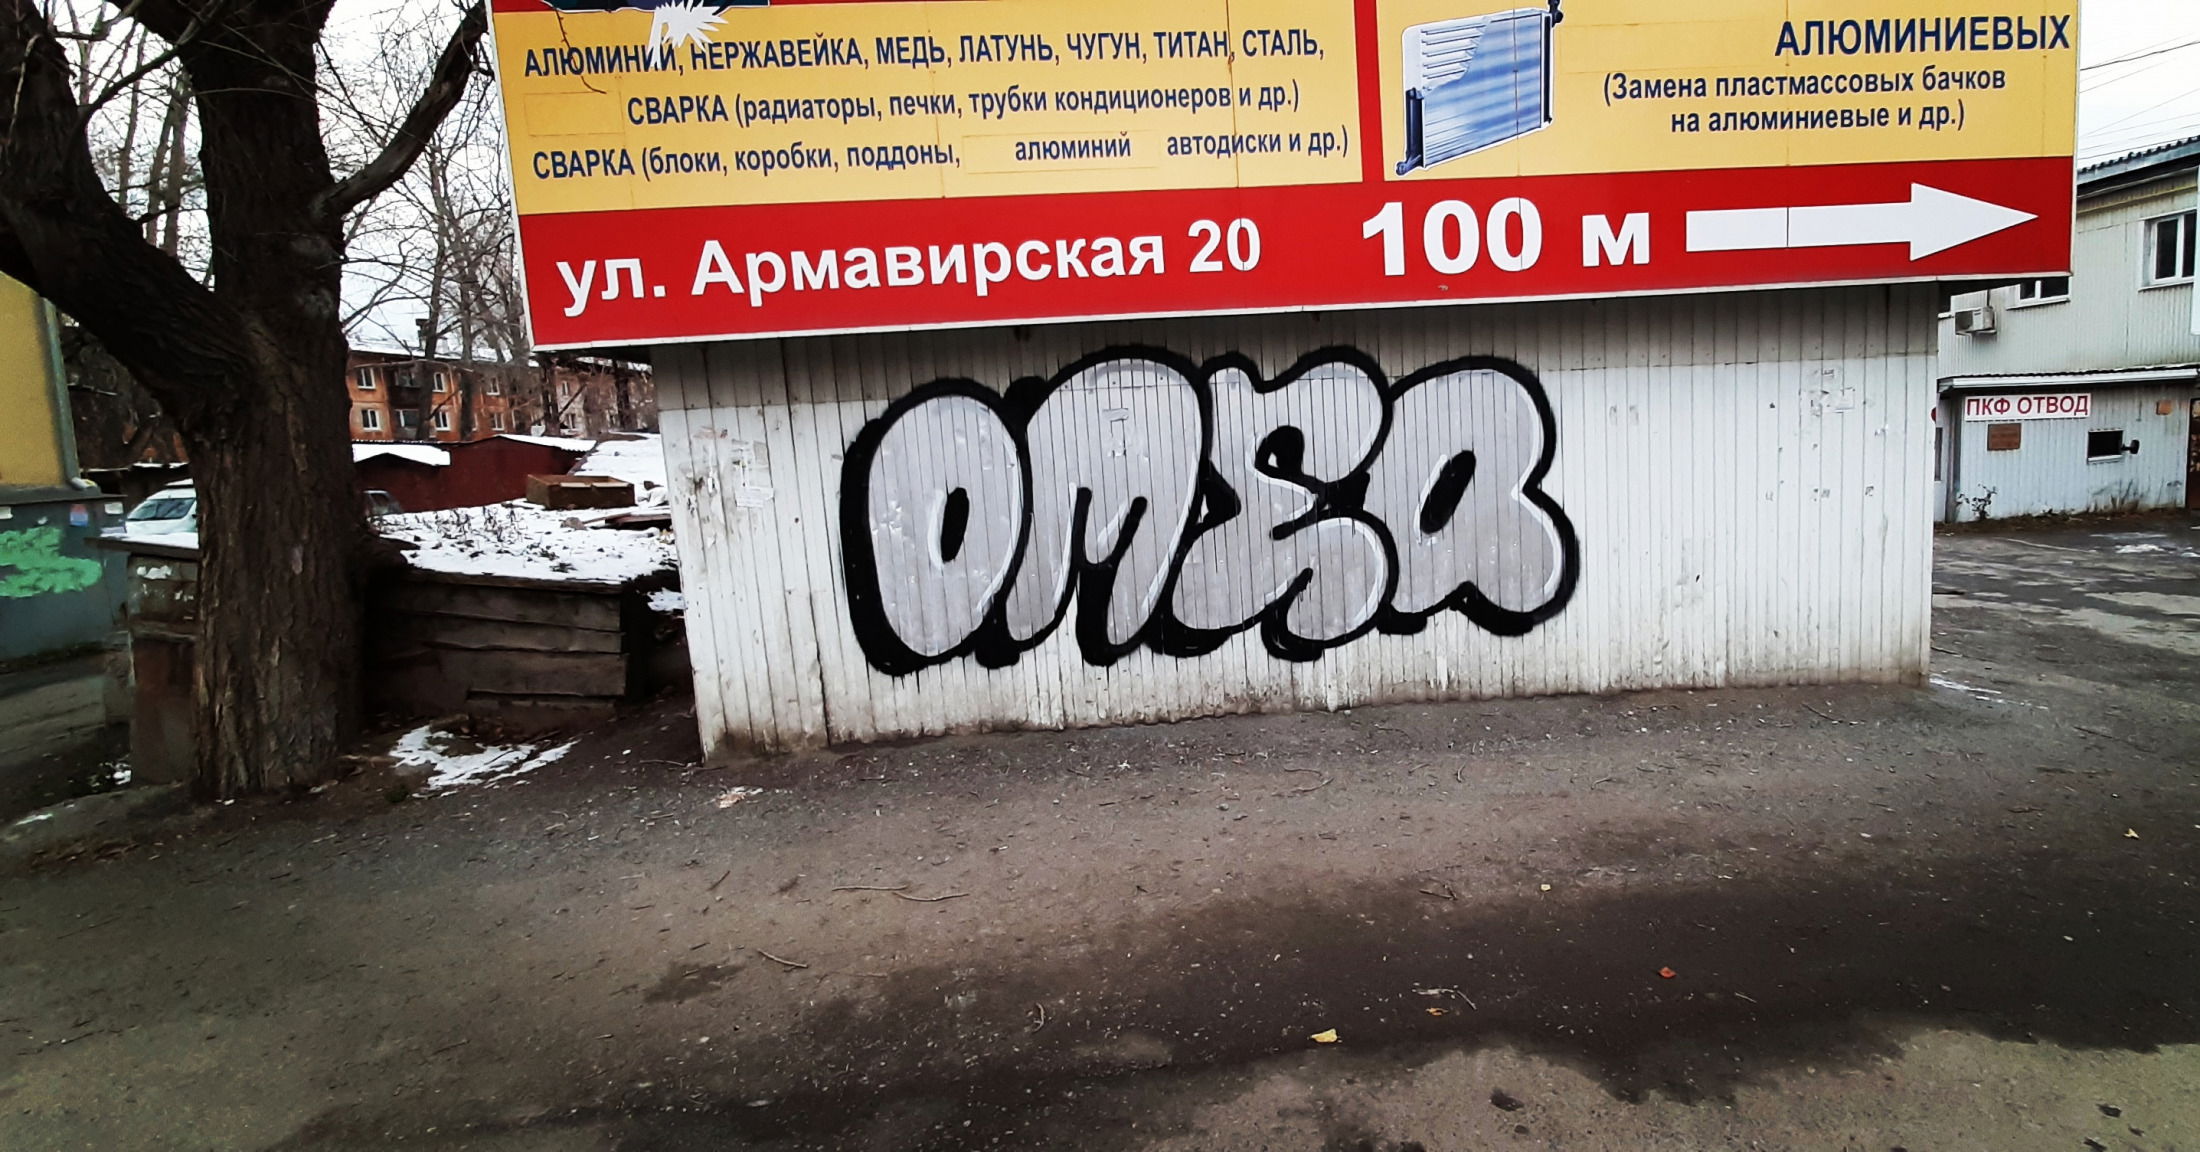 АЛЮМИНИЙ, НЕРЖАВЕЙКА, МЕДЬ, ЛАТУНЬ, ЧУГУН, ТИТАН, СТАЛЬ,
СВАРКА (радиаторы, печки, трубки кондиционеров и др.)
СВАРКА (блоки, коробки, поддоны, алюминий автодиски и др.)
АЛЮМИНИЕВЫХ
(Замена пластмассовых бачков
на алюминиевые и др.)
ул. Армавирская 20 100 м
ПКФ ОТВОД